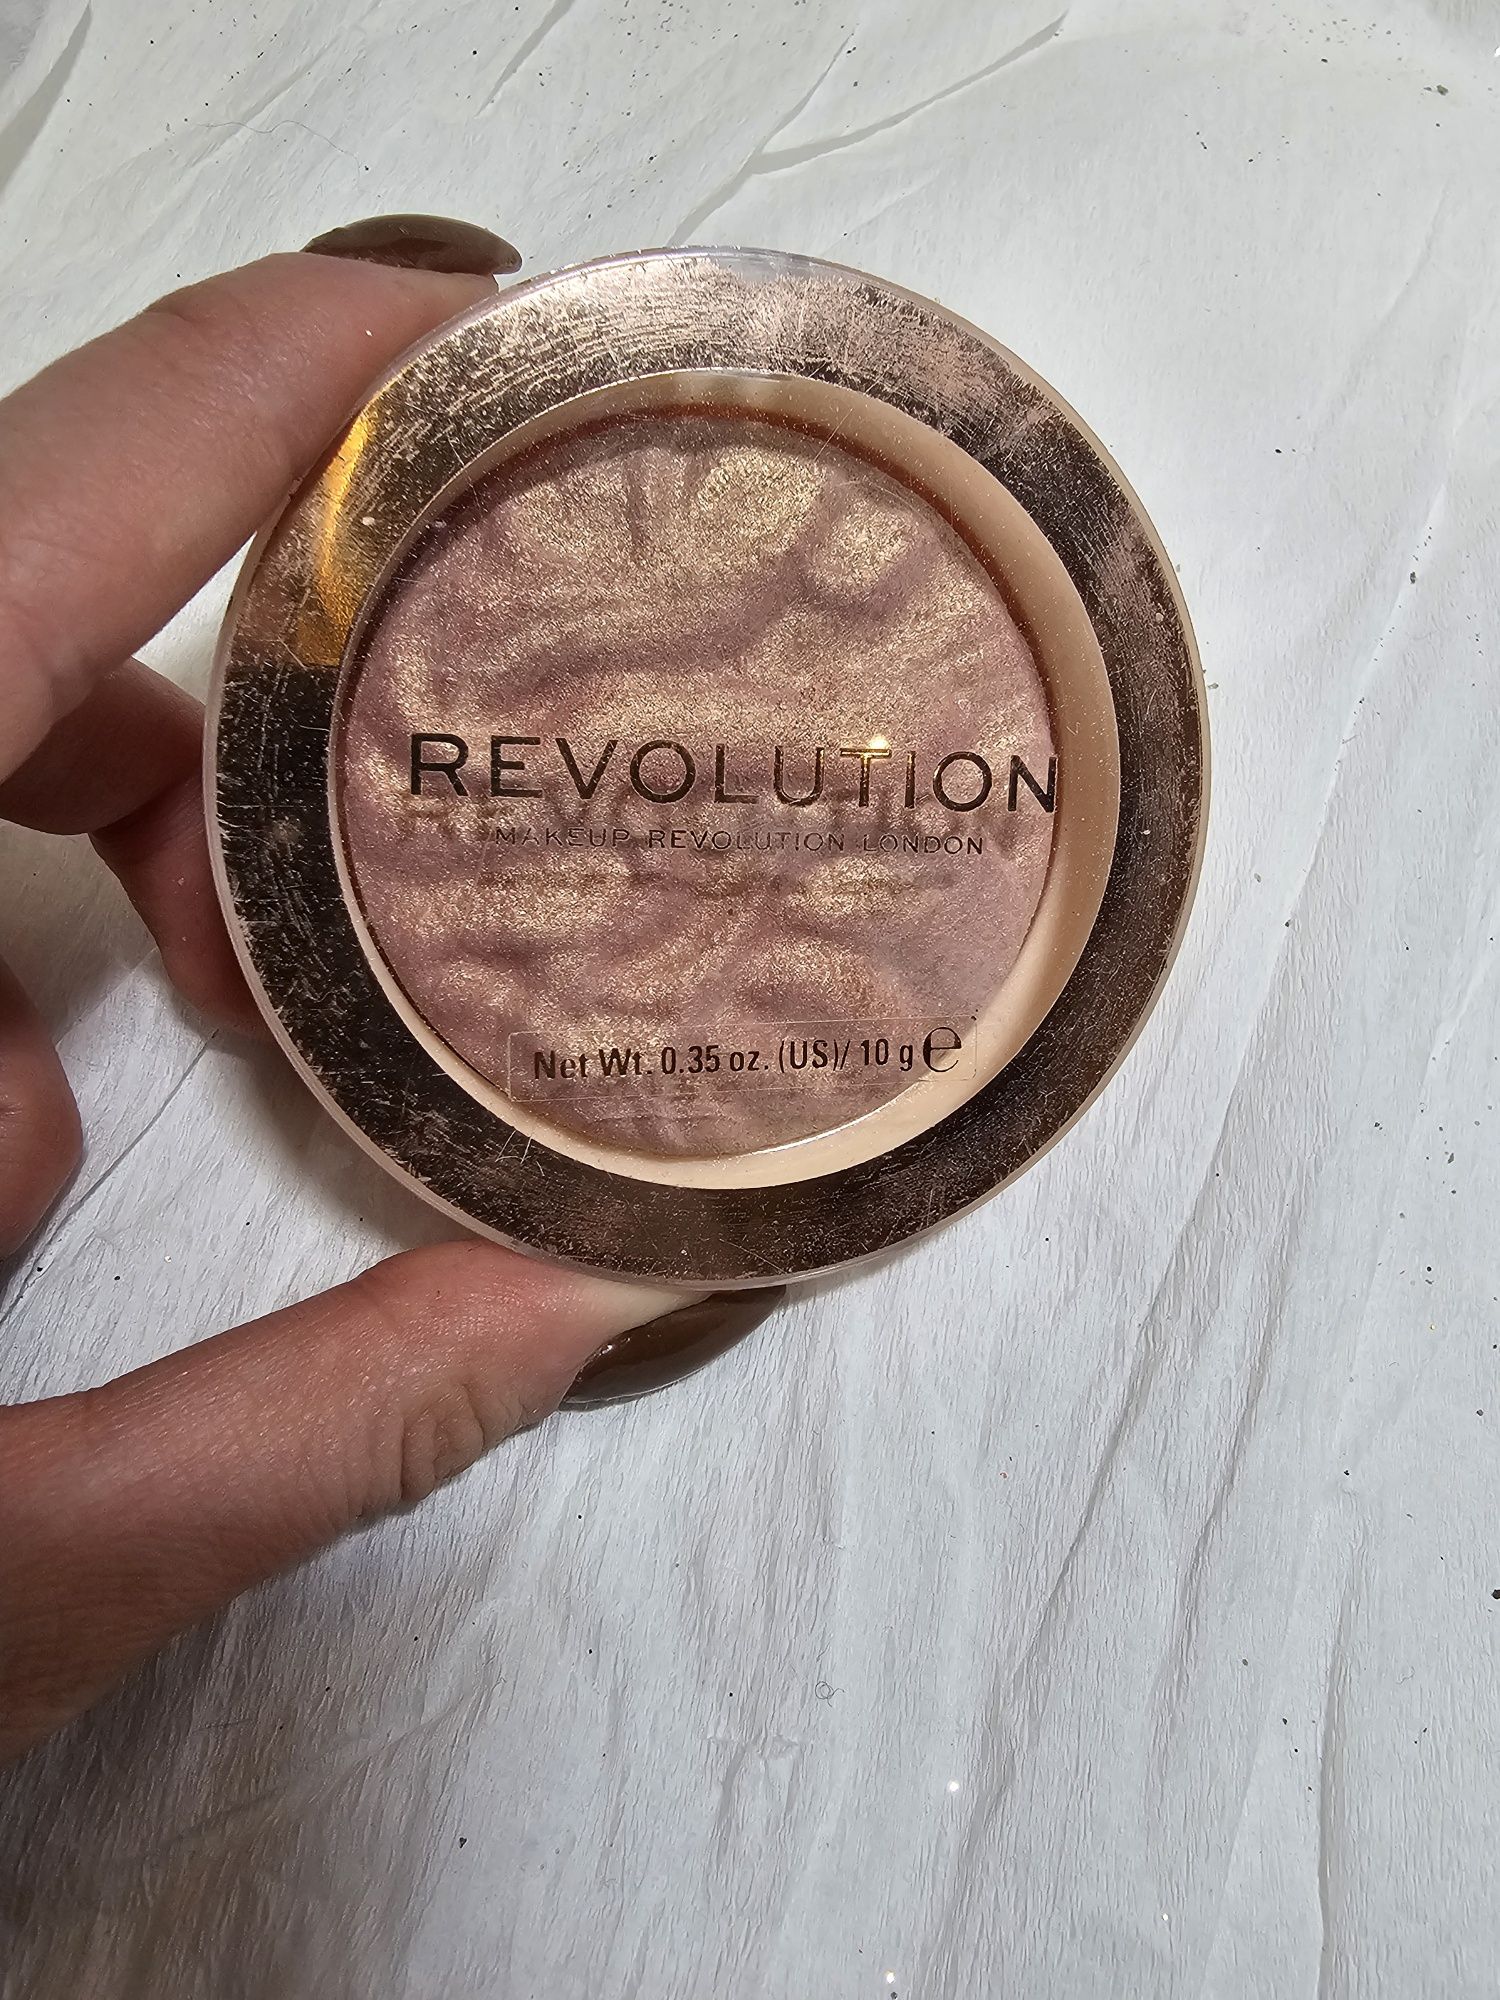 REVOLUTION
MAKEUP REVOLUTION LONDON
Net Wt. 0.35 oz. (US)/ 10 g ℮